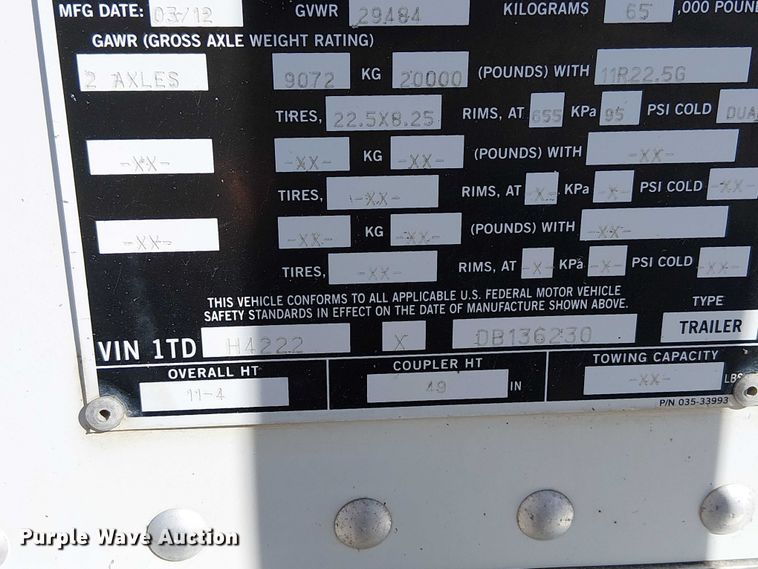 MFG DATE: 03/12 GVWR 29484 KILOGRAMS 65 ,000 POUN
GAWR (GROSS AXLE WEIGHT RATING)
2 AXLES 9072 KG 20000 (POUNDS) WITH 11R22.5G
TIRES, 22.5X8.25 RIMS, AT 655 KPa 95 PSI COLD DUA
-XX- -XX- KG -XX- (POUNDS) WITH -XX-
TIRES, -XX- RIMS, AT -X- KPa -X- PSI COLD -XX-
-XX- -XX- KG -XX- (POUNDS) WITH -XX-
TIRES, -XX- RIMS, AT -X- KPa -X- PSI COLD -XX-
THIS VEHICLE CONFORMS TO ALL APPLICABLE U.S. FEDERAL MOTOR VEHICLE
SAFETY STANDARDS IN EFFECT ON THE DATE OF MANUFACTURE SHOWN ABOVE.
TYPE
VIN 1TD H4222 X DB136230 TRAILER
OVERALL HT COUPLER HT TOWING CAPACITY
11-4 49 IN -XX- LBS
P/N 035-33993
Purple Wave Auction